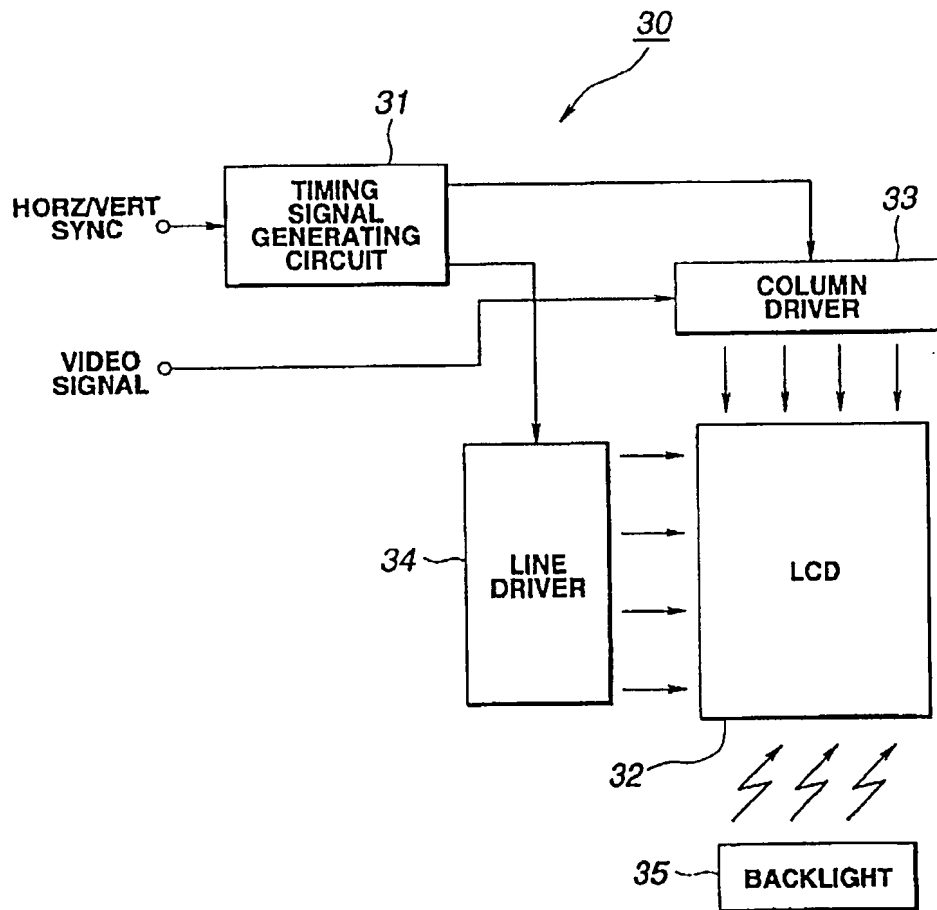 30
31
TIMING
SIGNAL
GENERATING
CIRCUIT
HORZ/VERT
SYNC
33
COLUMN
DRIVER
VIDEO
SIGNAL
34
LINE
DRIVER
LCD
32
35
BACKLIGHT